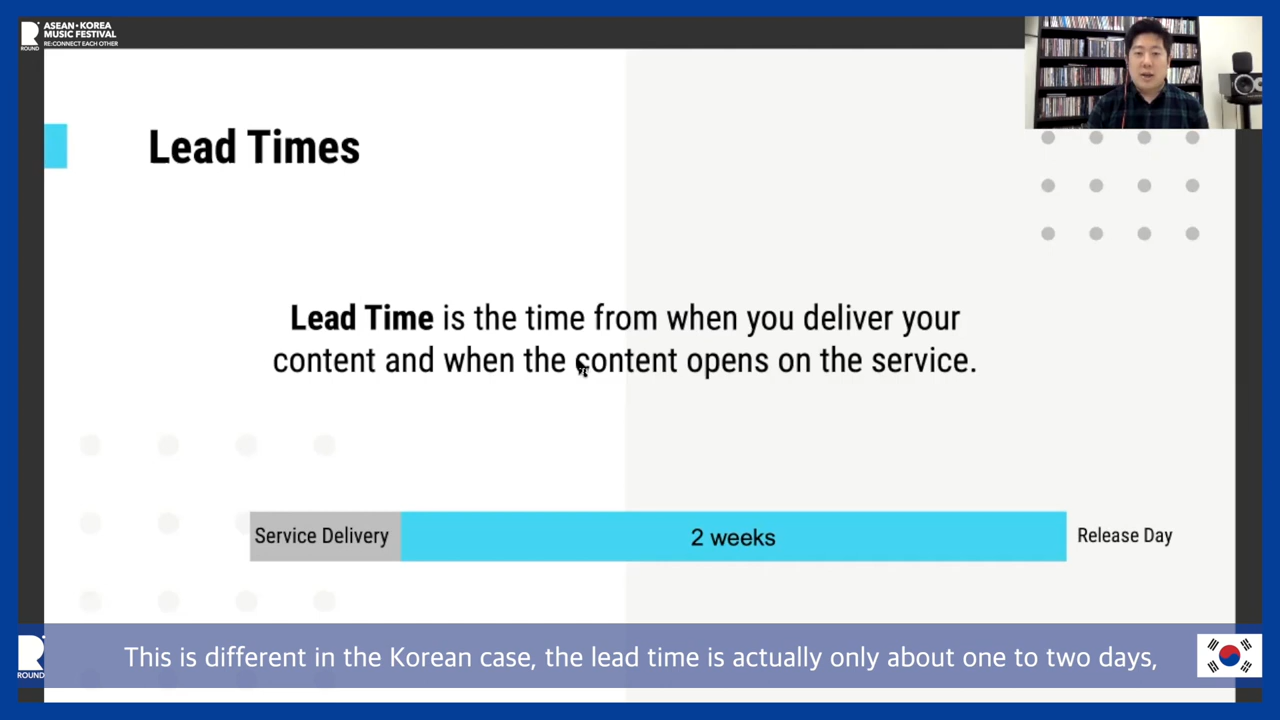 ROUND
ASEAN·KOREA
MUSIC FESTIVAL
RE:CONNECT EACH OTHER
Lead Times
Lead Time is the time from when you deliver your
content and when the content opens on the service.
Service Delivery
2 weeks
Release Day
This is different in the Korean case, the lead time is actually only about one to two days,
ROUND